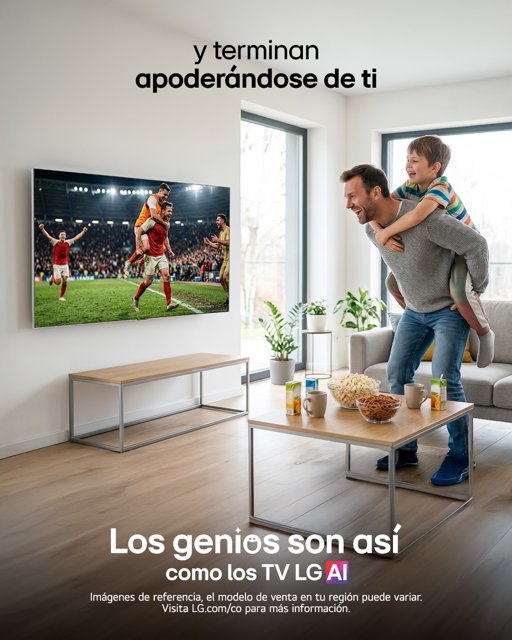 y terminan
apoderándose de ti
Los genios son así
como los TV LG AI
Imágenes de referencia, el modelo de venta en tu región puede variar.
Visita LG.com/co para más información.